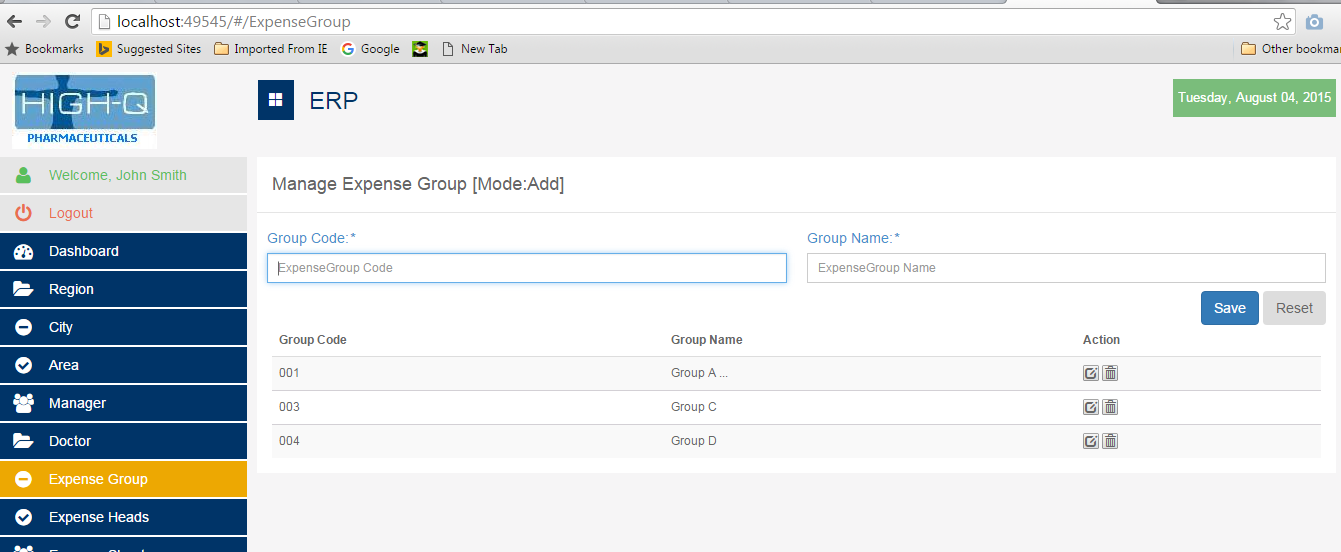 localhost:49545/#/ExpenseGroup
Bookmarks Suggested Sites Imported From IE Google New Tab Other bookmar
HIGH-Q
PHARMACEUTICALS
ERP
Tuesday, August 04, 2015
Welcome, John Smith
Logout
Dashboard
Region
City
Area
Manager
Doctor
Expense Group
Expense Heads
Manage Expense Group [Mode:Add]
Group Code:* Group Name:*
ExpenseGroup Code ExpenseGroup Name
Save Reset
Group Code Group Name Action
001 Group A ...
003 Group C
004 Group D